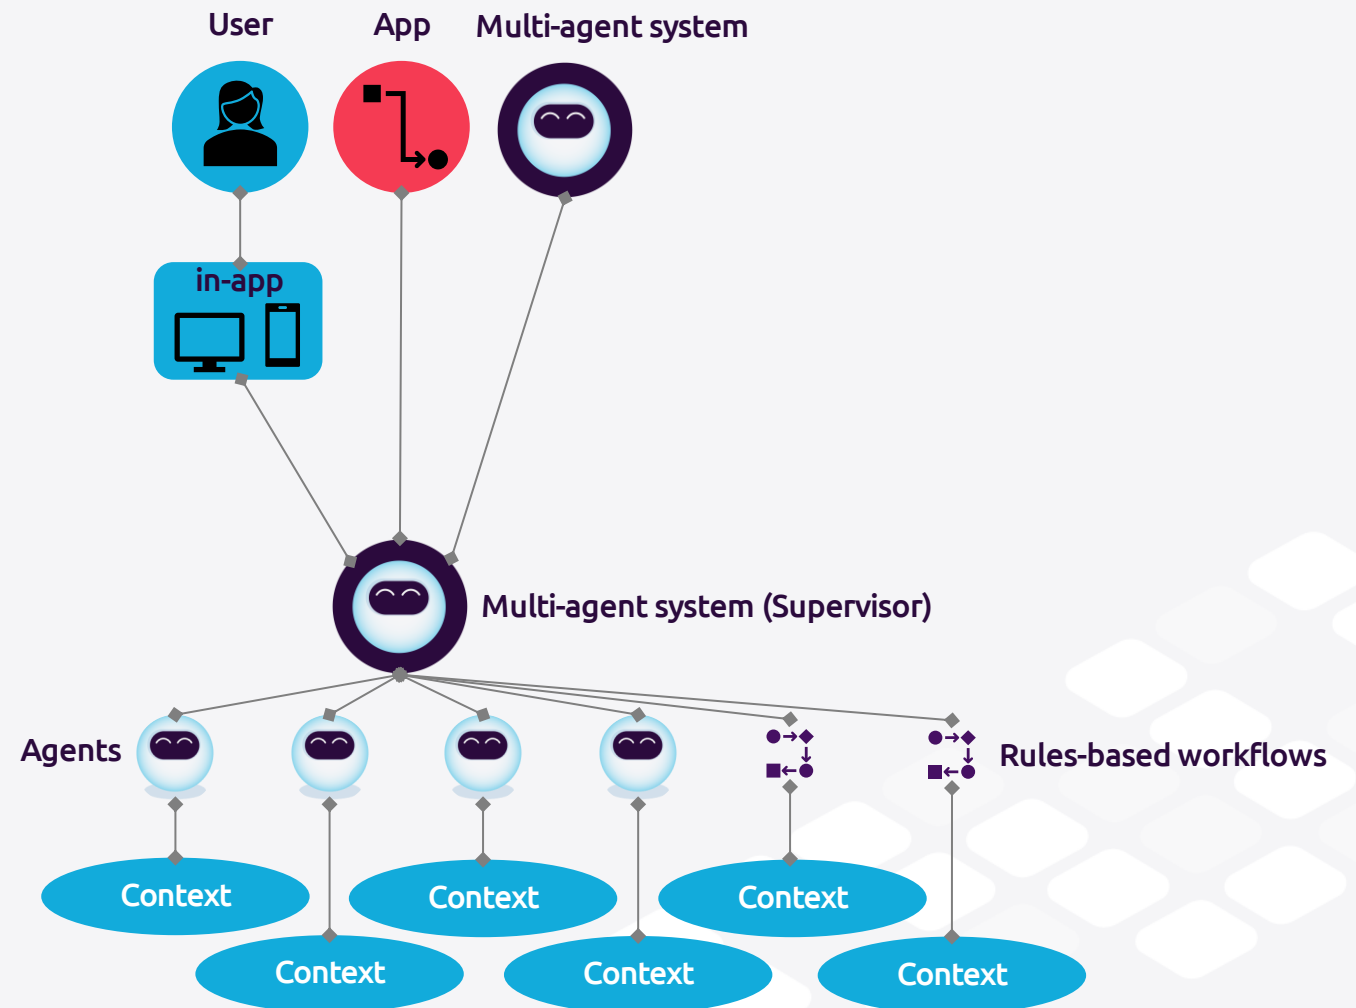 User
App
Multi-agent system
in-app
Multi-agent system (Supervisor)
Agents
Rules-based workflows
Context
Context
Context
Context
Context
Context